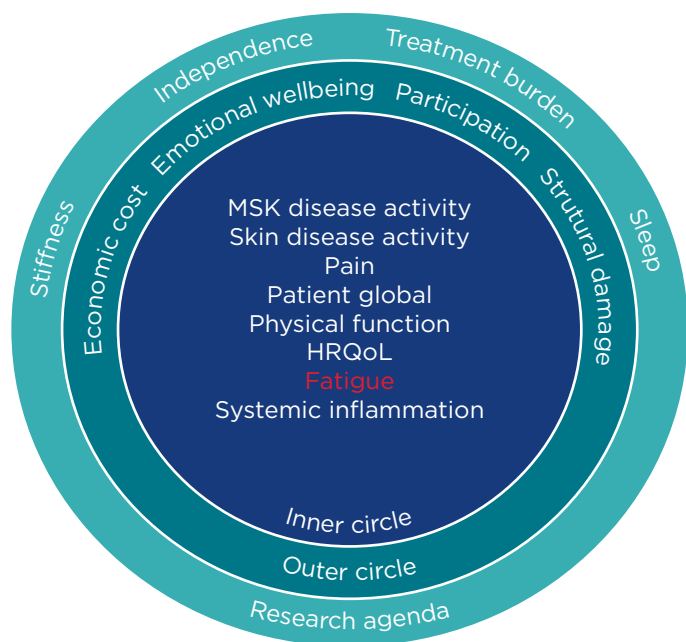 Independence
Treatment burden
Stiffness
Sleep
Emotional wellbeing
Participation
Economic cost
Strutural damage
MSK disease activity
Skin disease activity
Pain
Patient global
Physical function
HRQoL
Fatigue
Systemic inflammation
Inner circle
Outer circle
Research agenda